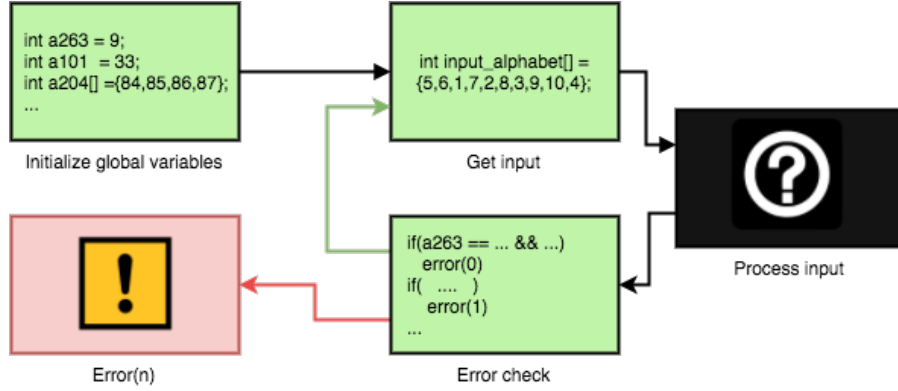 int a263 = 9;
int a101 = 33;
int a204[] ={84,85,86,87};
...
Initialize global variables
int input_alphabet[] =
{5,6,1,7,2,8,3,9,10,4};
Get input
?
Process input
if(a263 == ... && ...)
error(0)
if( .... )
error(1)
...
Error check
!
Error(n)